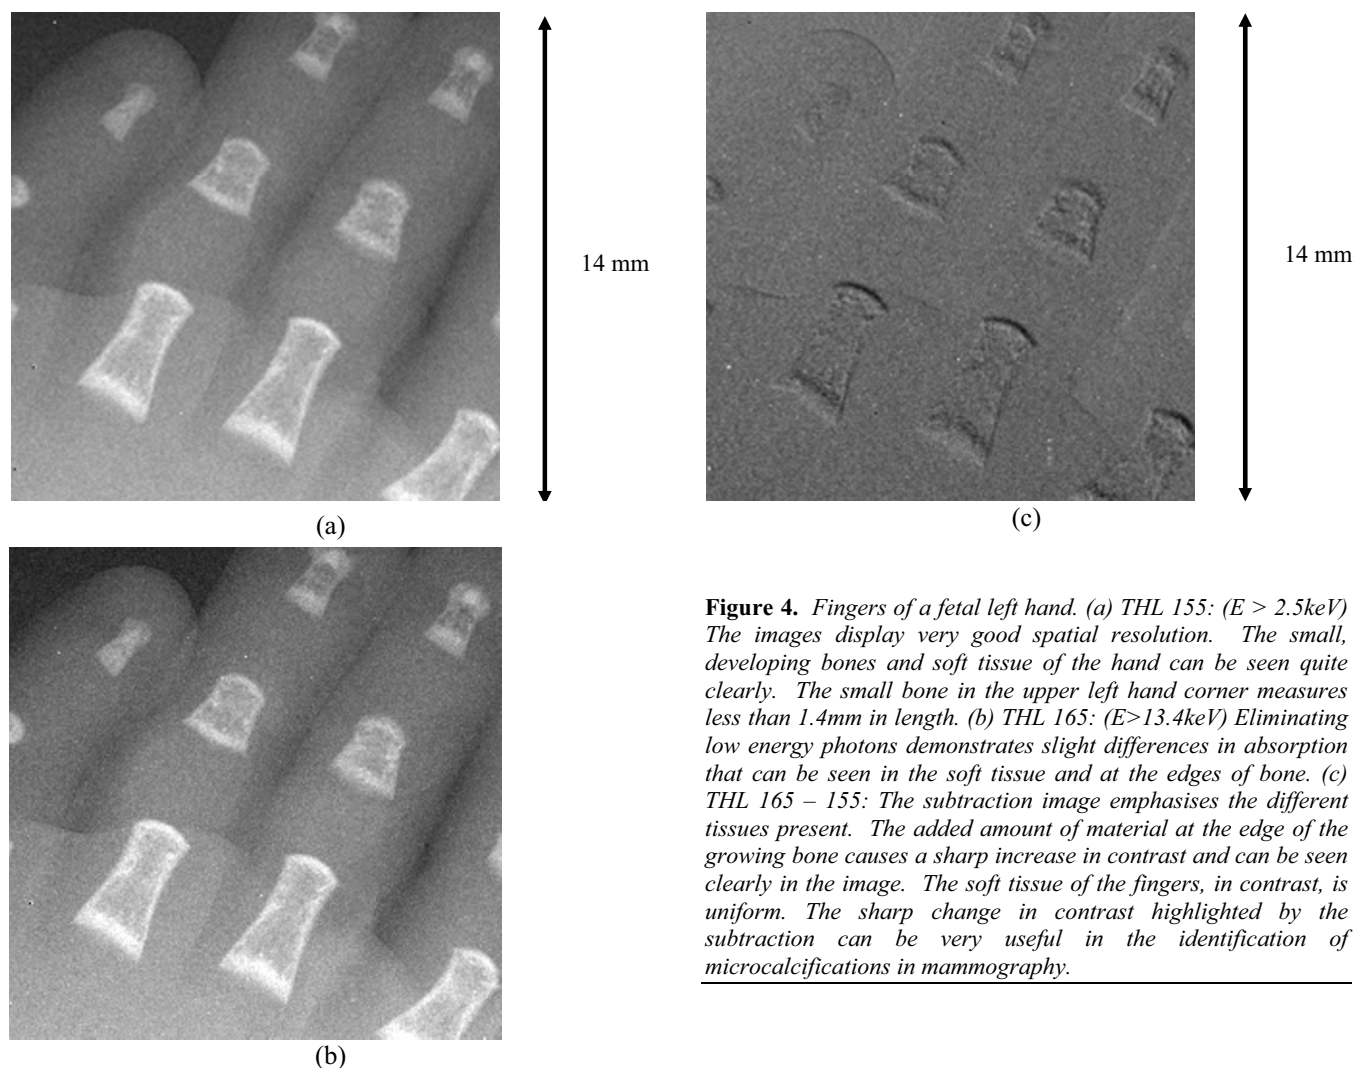 14 mm
14 mm
(a)
(c)
(b)
Figure 4. Fingers of a fetal left hand. (a) THL 155: (E > 2.5keV)
The images display very good spatial resolution. The small,
developing bones and soft tissue of the hand can be seen quite
clearly. The small bone in the upper left hand corner measures
less than 1.4mm in length. (b) THL 165: (E>13.4keV) Eliminating
low energy photons demonstrates slight differences in absorption
that can be seen in the soft tissue and at the edges of bone. (c)
THL 165 – 155: The subtraction image emphasises the different
tissues present. The added amount of material at the edge of the
growing bone causes a sharp increase in contrast and can be seen
clearly in the image. The soft tissue of the fingers, in contrast, is
uniform. The sharp change in contrast highlighted by the
subtraction can be very useful in the identification of
microcalcifications in mammography.